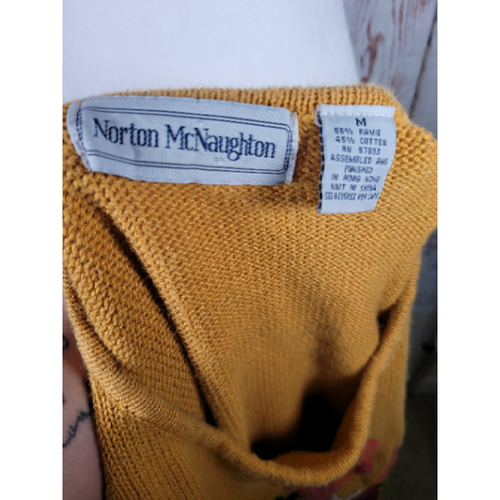 Norton McNaughton
M
55% RAMIE
45% COTTON
RN 57893
ASSEMBLED AND
FINISHED
IN HONG KONG
KNIT IN CHINA
SEE REVERSE FOR CARE